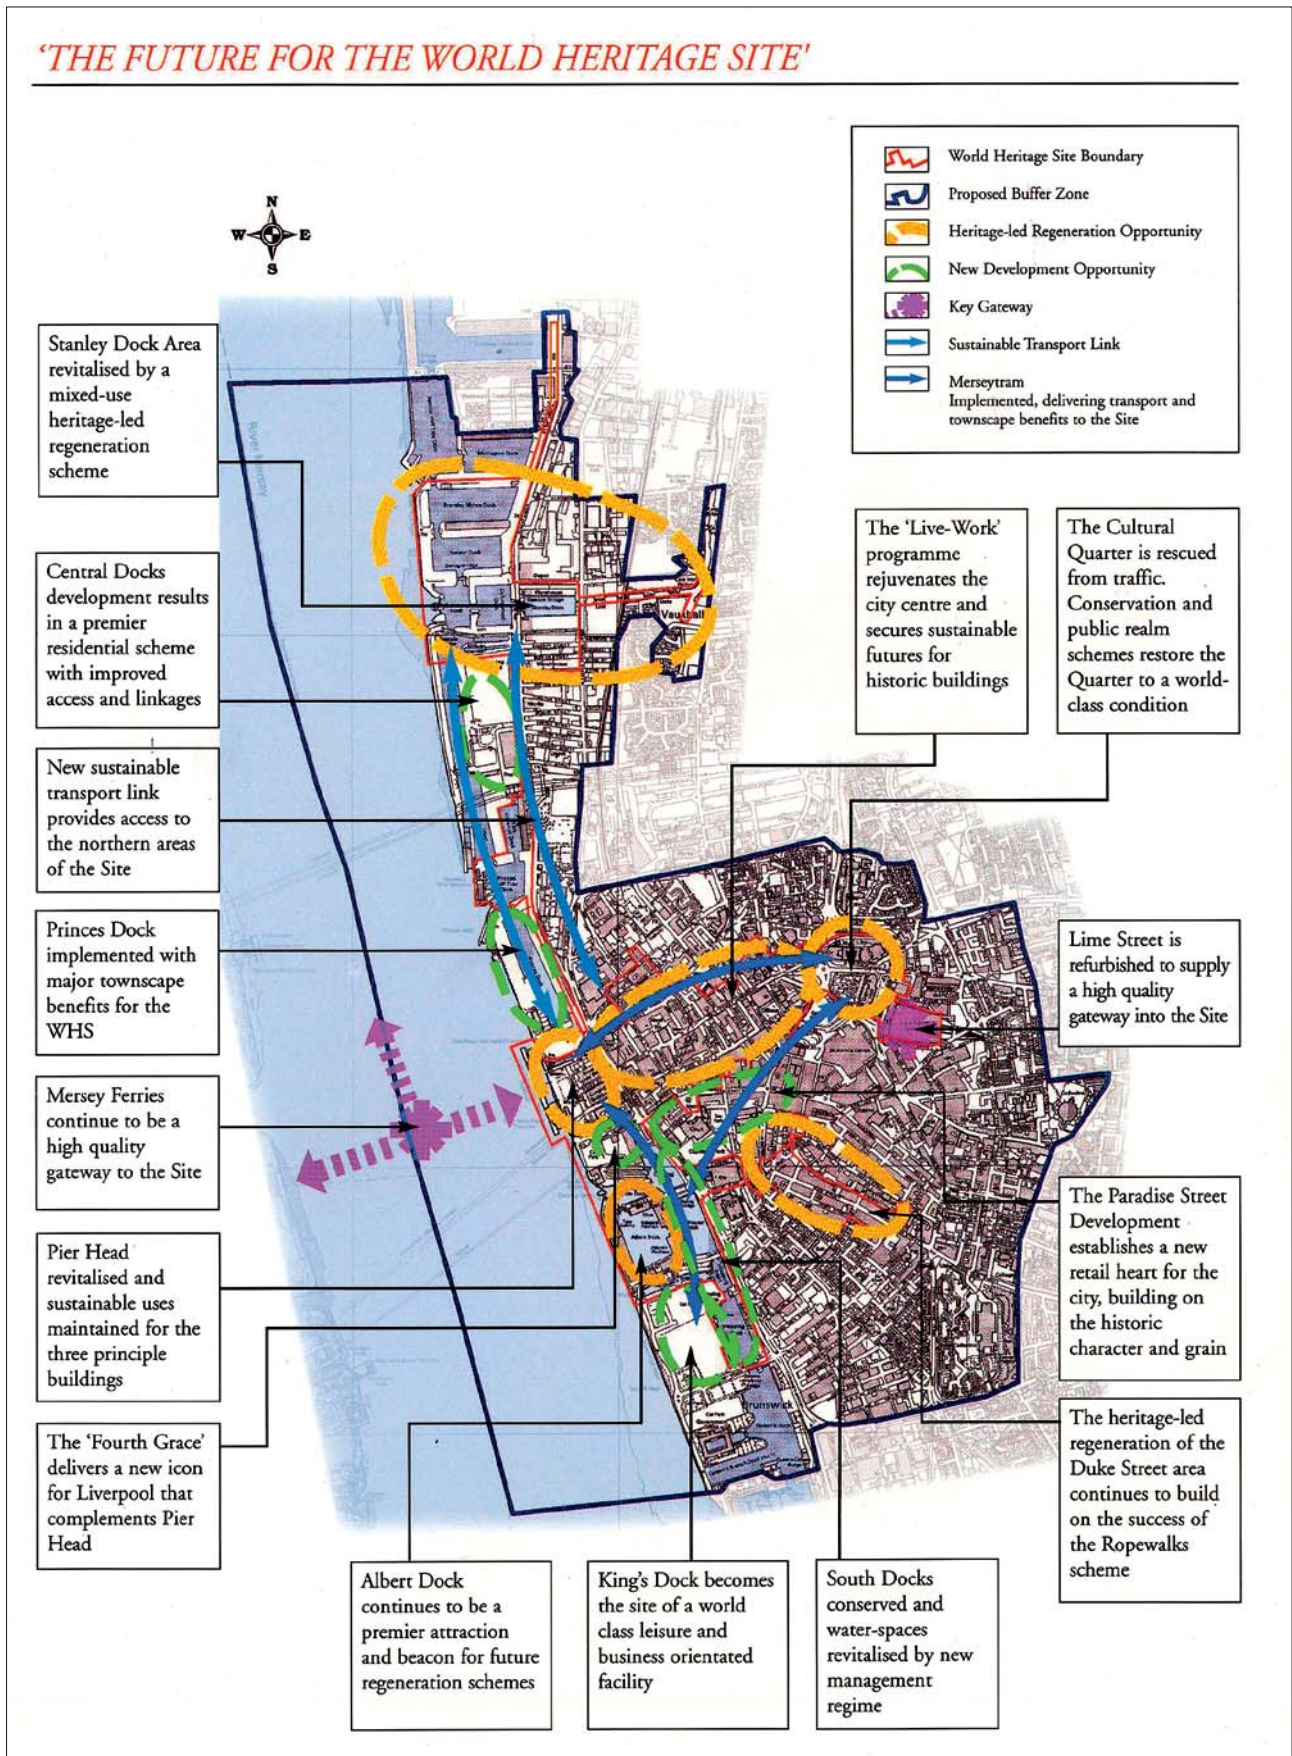 'THE FUTURE FOR THE WORLD HERITAGE SITE'
World Heritage Site Boundary
Proposed Buffer Zone
Heritage-led Regeneration Opportunity
New Development Opportunity
Key Gateway
Sustainable Transport Link
Merseytram
Implemented, delivering transport and
townscape benefits to the Site
N
W
E
S
Stanley Dock Area
revitalised by a
mixed-use
heritage-led
regeneration
scheme
Central Docks
development results
in a premier
residential scheme
with improved
access and linkages
New sustainable
transport link
provides access to
the northern areas
of the Site
Princes Dock
implemented with
major townscape
benefits for the
WHS
Mersey Ferries
continue to be a
high quality
gateway to the Site
Pier Head
revitalised and
sustainable uses
maintained for the
three principle
buildings
The 'Fourth Grace'
delivers a new icon
for Liverpool that
complements Pier
Head
The 'Live-Work'
programme
rejuvenates the
city centre and
secures sustainable
futures for
historic buildings
The Cultural
Quarter is rescued
from traffic.
Conservation and
public realm
schemes restore the
Quarter to a world-
class condition
Lime Street is
refurbished to supply
a high quality
gateway into the Site
The Paradise Street
Development
establishes a new
retail heart for the
city, building on
the historic
character and grain
The heritage-led
regeneration of the
Duke Street area
continues to build
on the success of
the Ropewalks
scheme
Albert Dock
continues to be a
premier attraction
and beacon for future
regeneration schemes
King's Dock becomes
the site of a world
class leisure and
business orientated
facility
South Docks
conserved and
water-spaces
revitalised by new
management
regime
River Mersey
Vauxhall
Albert Dock
Brunswick